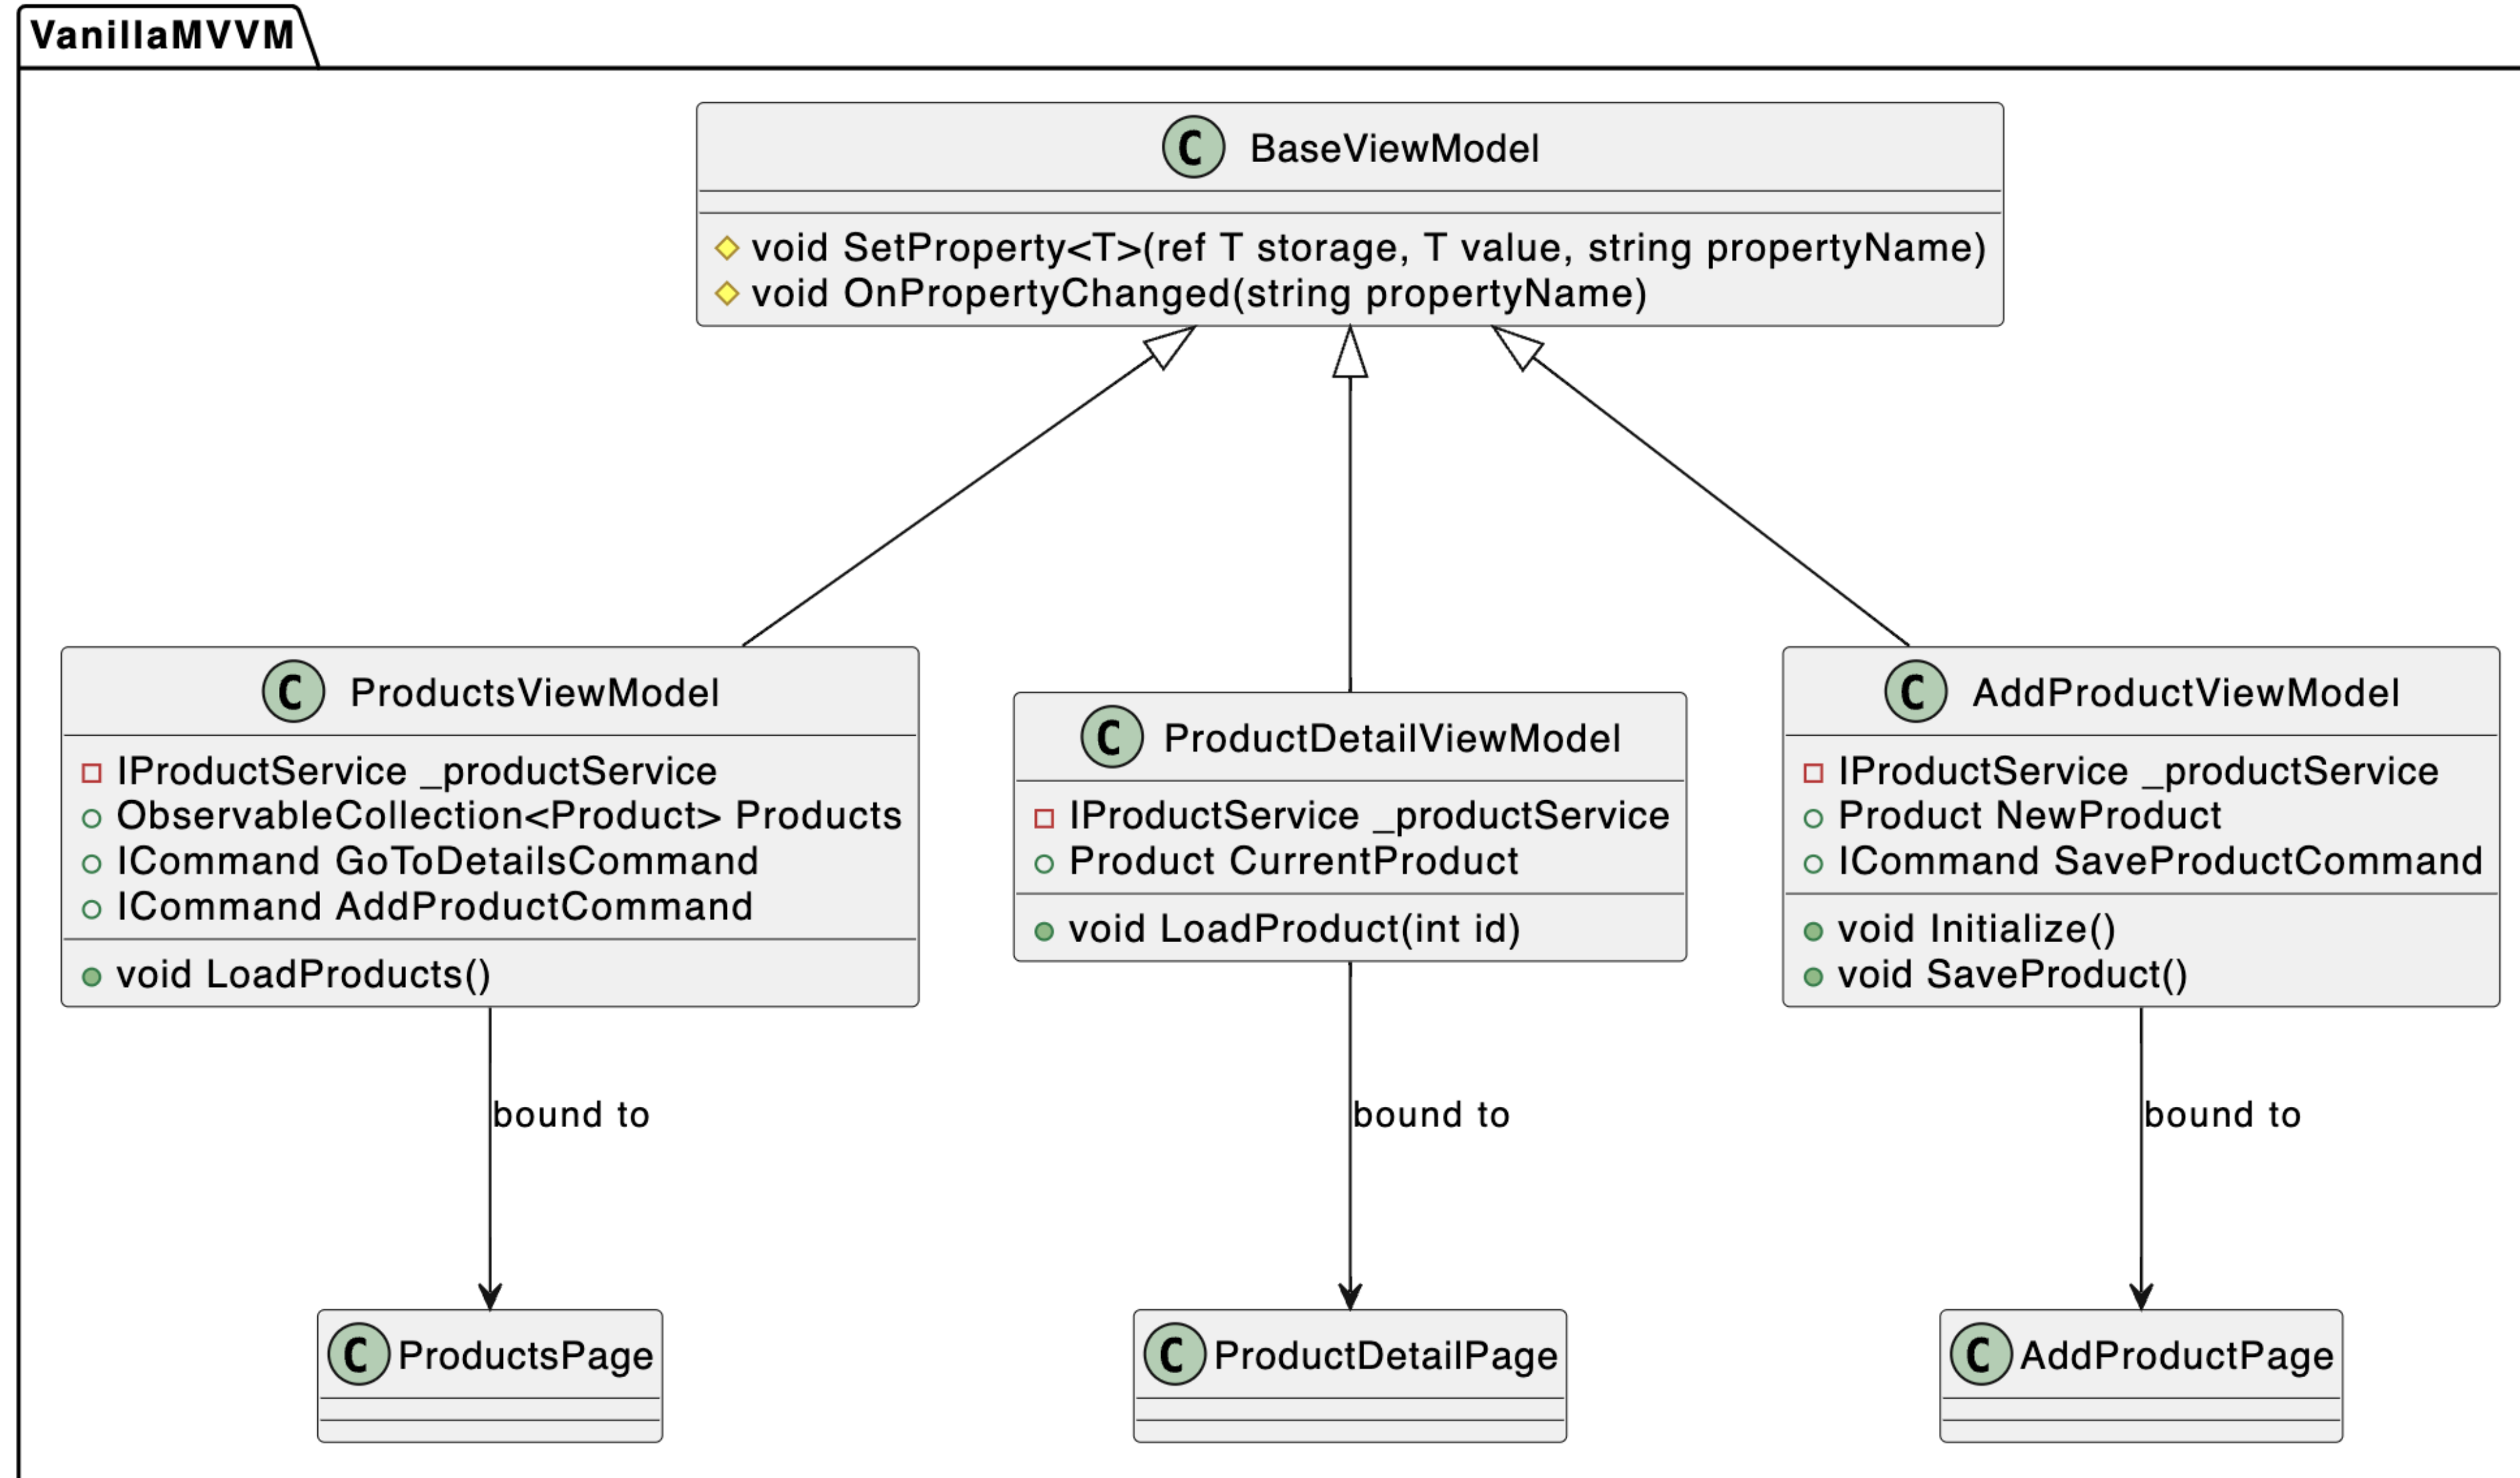 VanillaMVVM
C BaseViewModel
void SetProperty<T>(ref T storage, T value, string propertyName)
void OnPropertyChanged(string propertyName)
C ProductsViewModel
IProductService _productService
ObservableCollection<Product> Products
ICommand GoToDetailsCommand
ICommand AddProductCommand
void LoadProducts()
C ProductDetailViewModel
IProductService _productService
Product CurrentProduct
void LoadProduct(int id)
C AddProductViewModel
IProductService _productService
Product NewProduct
ICommand SaveProductCommand
void Initialize()
void SaveProduct()
bound to
bound to
bound to
C ProductsPage
C ProductDetailPage
C AddProductPage